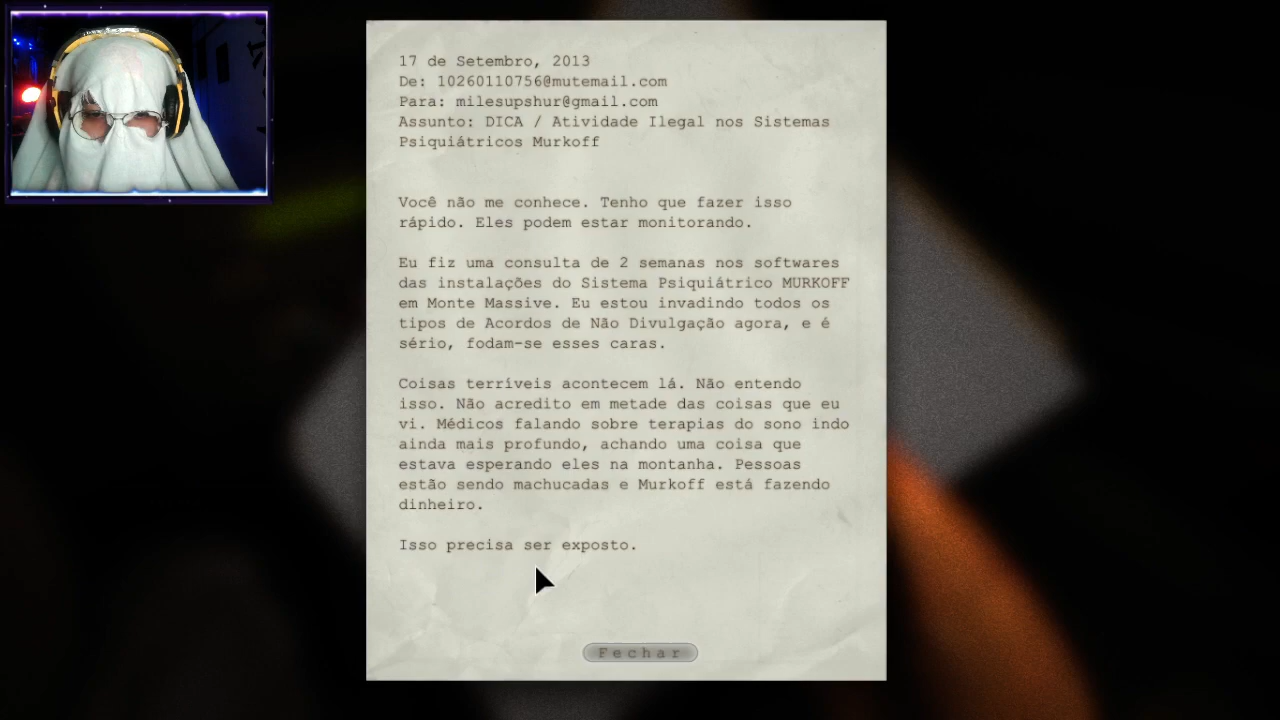 17 de Setembro, 2013
De: 10260110756@mutemail.com
Para: milesupshur@gmail.com
Assunto: DICA / Atividade Ilegal nos Sistemas
Psiquiátricos Murkoff
Você não me conhece. Tenho que fazer isso
rápido. Eles podem estar monitorando.
Eu fiz uma consulta de 2 semanas nos softwares
das instalações do Sistema Psiquiátrico MURKOFF
em Monte Massive. Eu estou invadindo todos os
tipos de Acordos de Não Divulgação agora, e é
sério, fodam-se esses caras.
Coisas terríveis acontecem lá. Não entendo
isso. Não acredito em metade das coisas que eu
vi. Médicos falando sobre terapias do sono indo
ainda mais profundo, achando uma coisa que
estava esperando eles na montanha. Pessoas
estão sendo machucadas e Murkoff está fazendo
dinheiro.
Isso precisa ser exposto.
Fechar